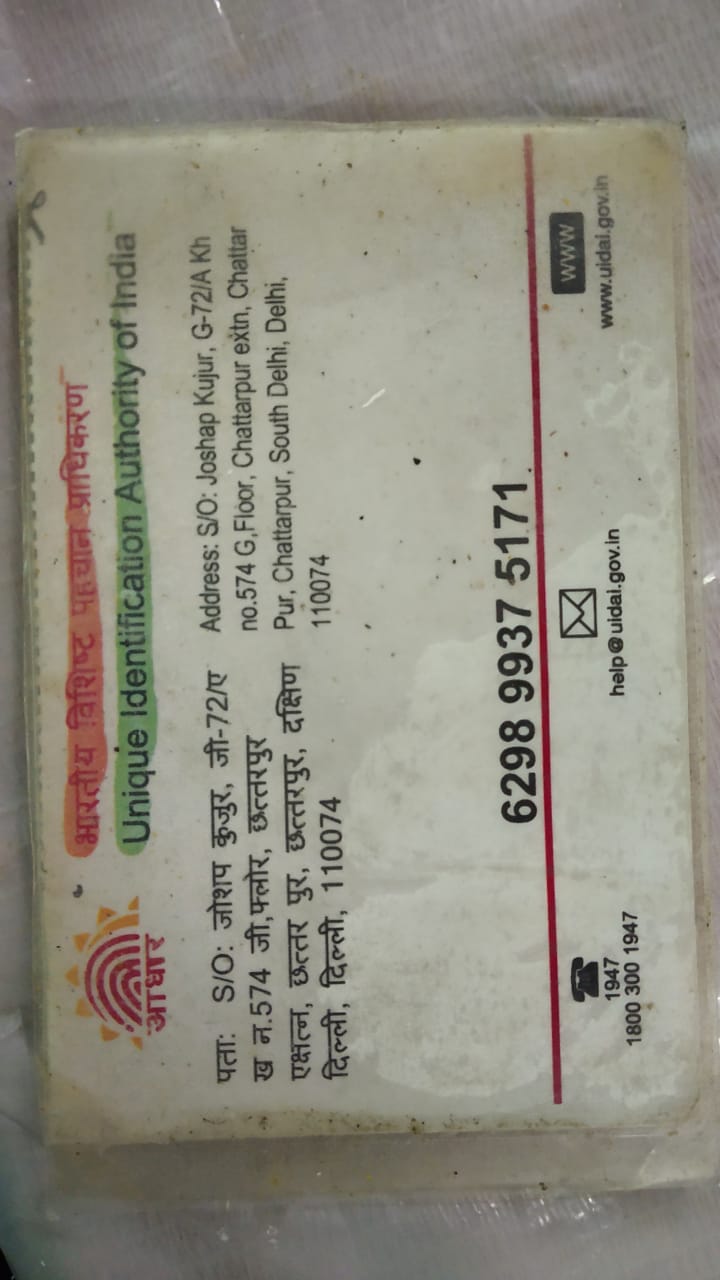 भारतीय विशिष्ट पहचान प्राधिकरण
Unique Identification Authority of India
आधार
पता: S/O: जोशप कुजुर, जी-72/ए
ख न.574 जी,फ्लोर, छत्तरपुर
एक्षत्न, छत्तर पुर, छत्तरपुर, दक्षिण
दिल्ली, दिल्ली, 110074
Address: S/O: Joshap Kujur, G-72/A Kh
no.574 G,Floor, Chattarpur extn, Chattar
Pur, Chattarpur, South Delhi, Delhi,
110074
6298 9937 5171
1947
1800 300 1947
help@uidai.gov.in
WWW
www.uidai.gov.in